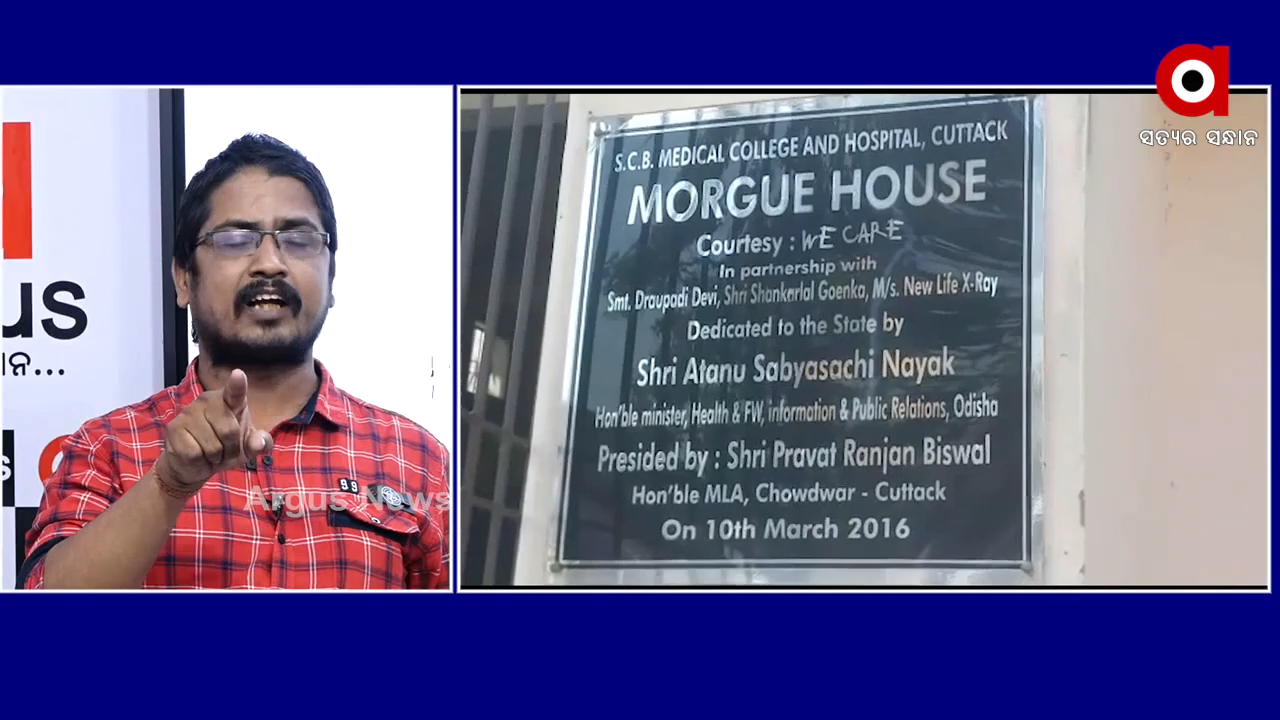 ସତ୍ୟର ସନ୍ଧାନ
us
ାନ...
s
99
Argus News
S.C.B. MEDICAL COLLEGE AND HOSPITAL, CUTTACK
MORGUE HOUSE
Courtesy : WE CARE
In partnership with
Smt. Draupadi Devi, Shri Shankarlal Goenka, M/s. New Life X-Ray
Dedicated to the State by
Shri Atanu Sabyasachi Nayak
Hon'ble minister, Health & FW, information & Public Relations, Odisha
Presided by : Shri Pravat Ranjan Biswal
Hon'ble MLA, Chowdwar - Cuttack
On 10th March 2016